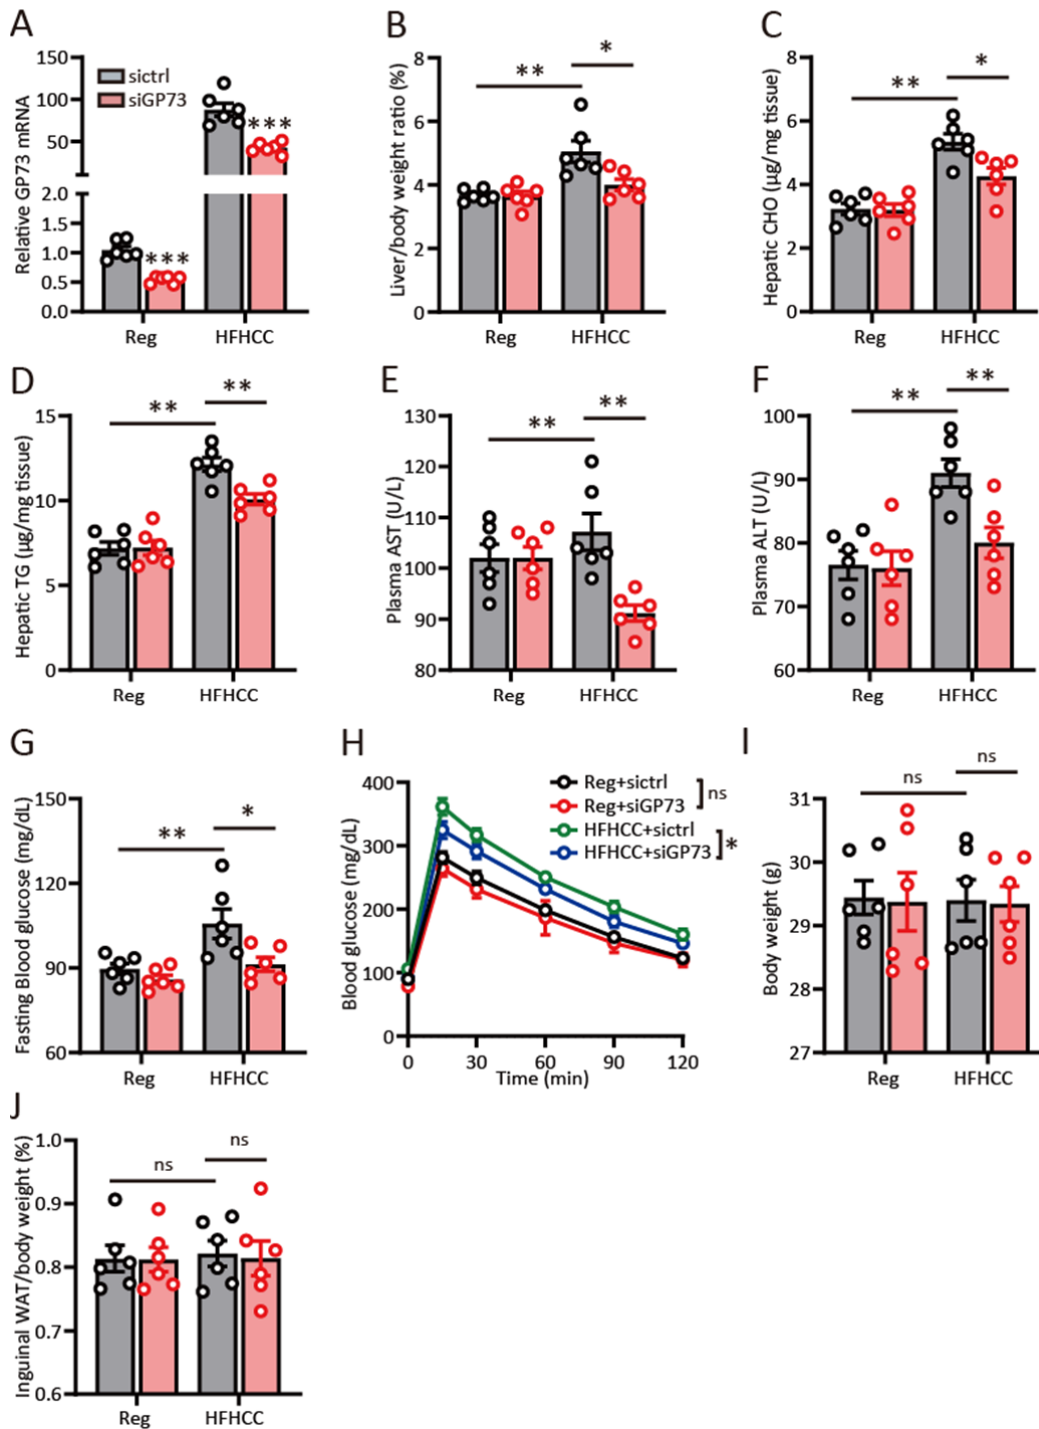 A
Relative GP73 mRNA
150
100
50
2.0
1.5
1.0
0.5
0.0
sictrl
siGP73
***
***
Reg
HFHCC
B
Liver/body weight ratio (%)
8
6
4
2
0
**
*
Reg
HFHCC
C
Hepatic CHO (μg/mg tissue)
8
6
4
2
0
**
*
Reg
HFHCC
D
Hepatic TG (μg/mg tissue)
15
10
5
0
**
**
Reg
HFHCC
E
Plasma AST (U/L)
130
120
110
100
90
80
**
**
Reg
HFHCC
F
Plasma ALT (U/L)
100
90
80
70
60
**
**
Reg
HFHCC
G
Fasting Blood glucose (mg/dL)
150
120
90
60
**
*
Reg
HFHCC
H
Blood glucose (mg/dL)
400
300
200
100
0
Reg+sictrl
Reg+siGP73
ns
HFHCC+sictrl
HFHCC+siGP73
*
0 30 60 90 120
Time (min)
I
Body weight (g)
31
30
29
28
27
ns
ns
Reg
HFHCC
J
Inguinal WAT/body weight (%)
1.0
0.9
0.8
0.7
0.6
ns
ns
Reg
HFHCC